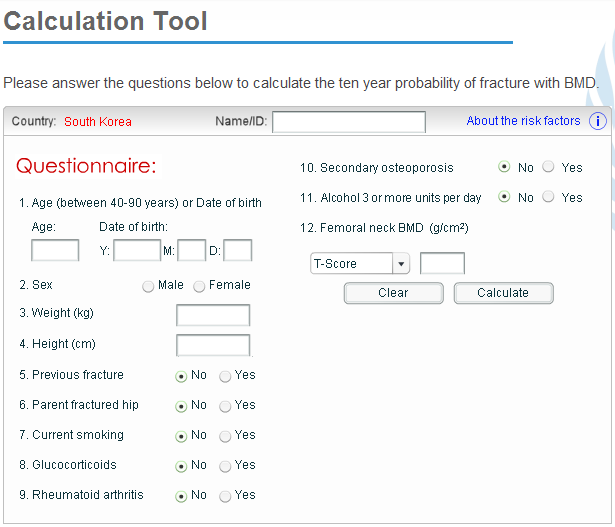 Calculation Tool
Please answer the questions below to calculate the ten year probability of fracture with BMD.
Country: South Korea Name/ID: About the risk factors i
Questionnaire:
1. Age (between 40-90 years) or Date of birth
Age: Date of birth:
Y: M: D:
2. Sex Male Female
3. Weight (kg)
4. Height (cm)
5. Previous fracture No Yes
6. Parent fractured hip No Yes
7. Current smoking No Yes
8. Glucocorticoids No Yes
9. Rheumatoid arthritis No Yes
10. Secondary osteoporosis No Yes
11. Alcohol 3 or more units per day No Yes
12. Femoral neck BMD (g/cm²)
T-Score
Clear Calculate